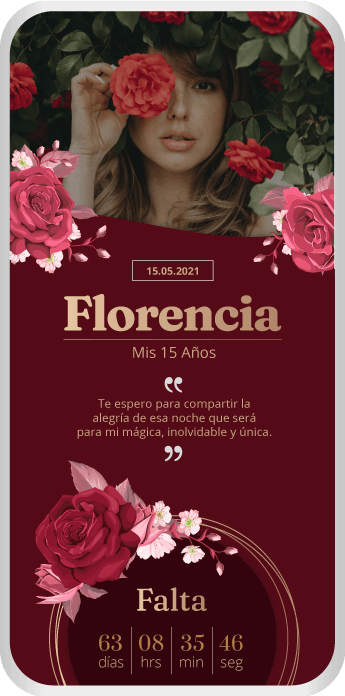 15.05.2021
Florencia
Mis 15 Años
Te espero para compartir la
alegría de esa noche que será
para mi mágica, inolvidable y única.
Falta
63 08 35 46
días hrs min seg